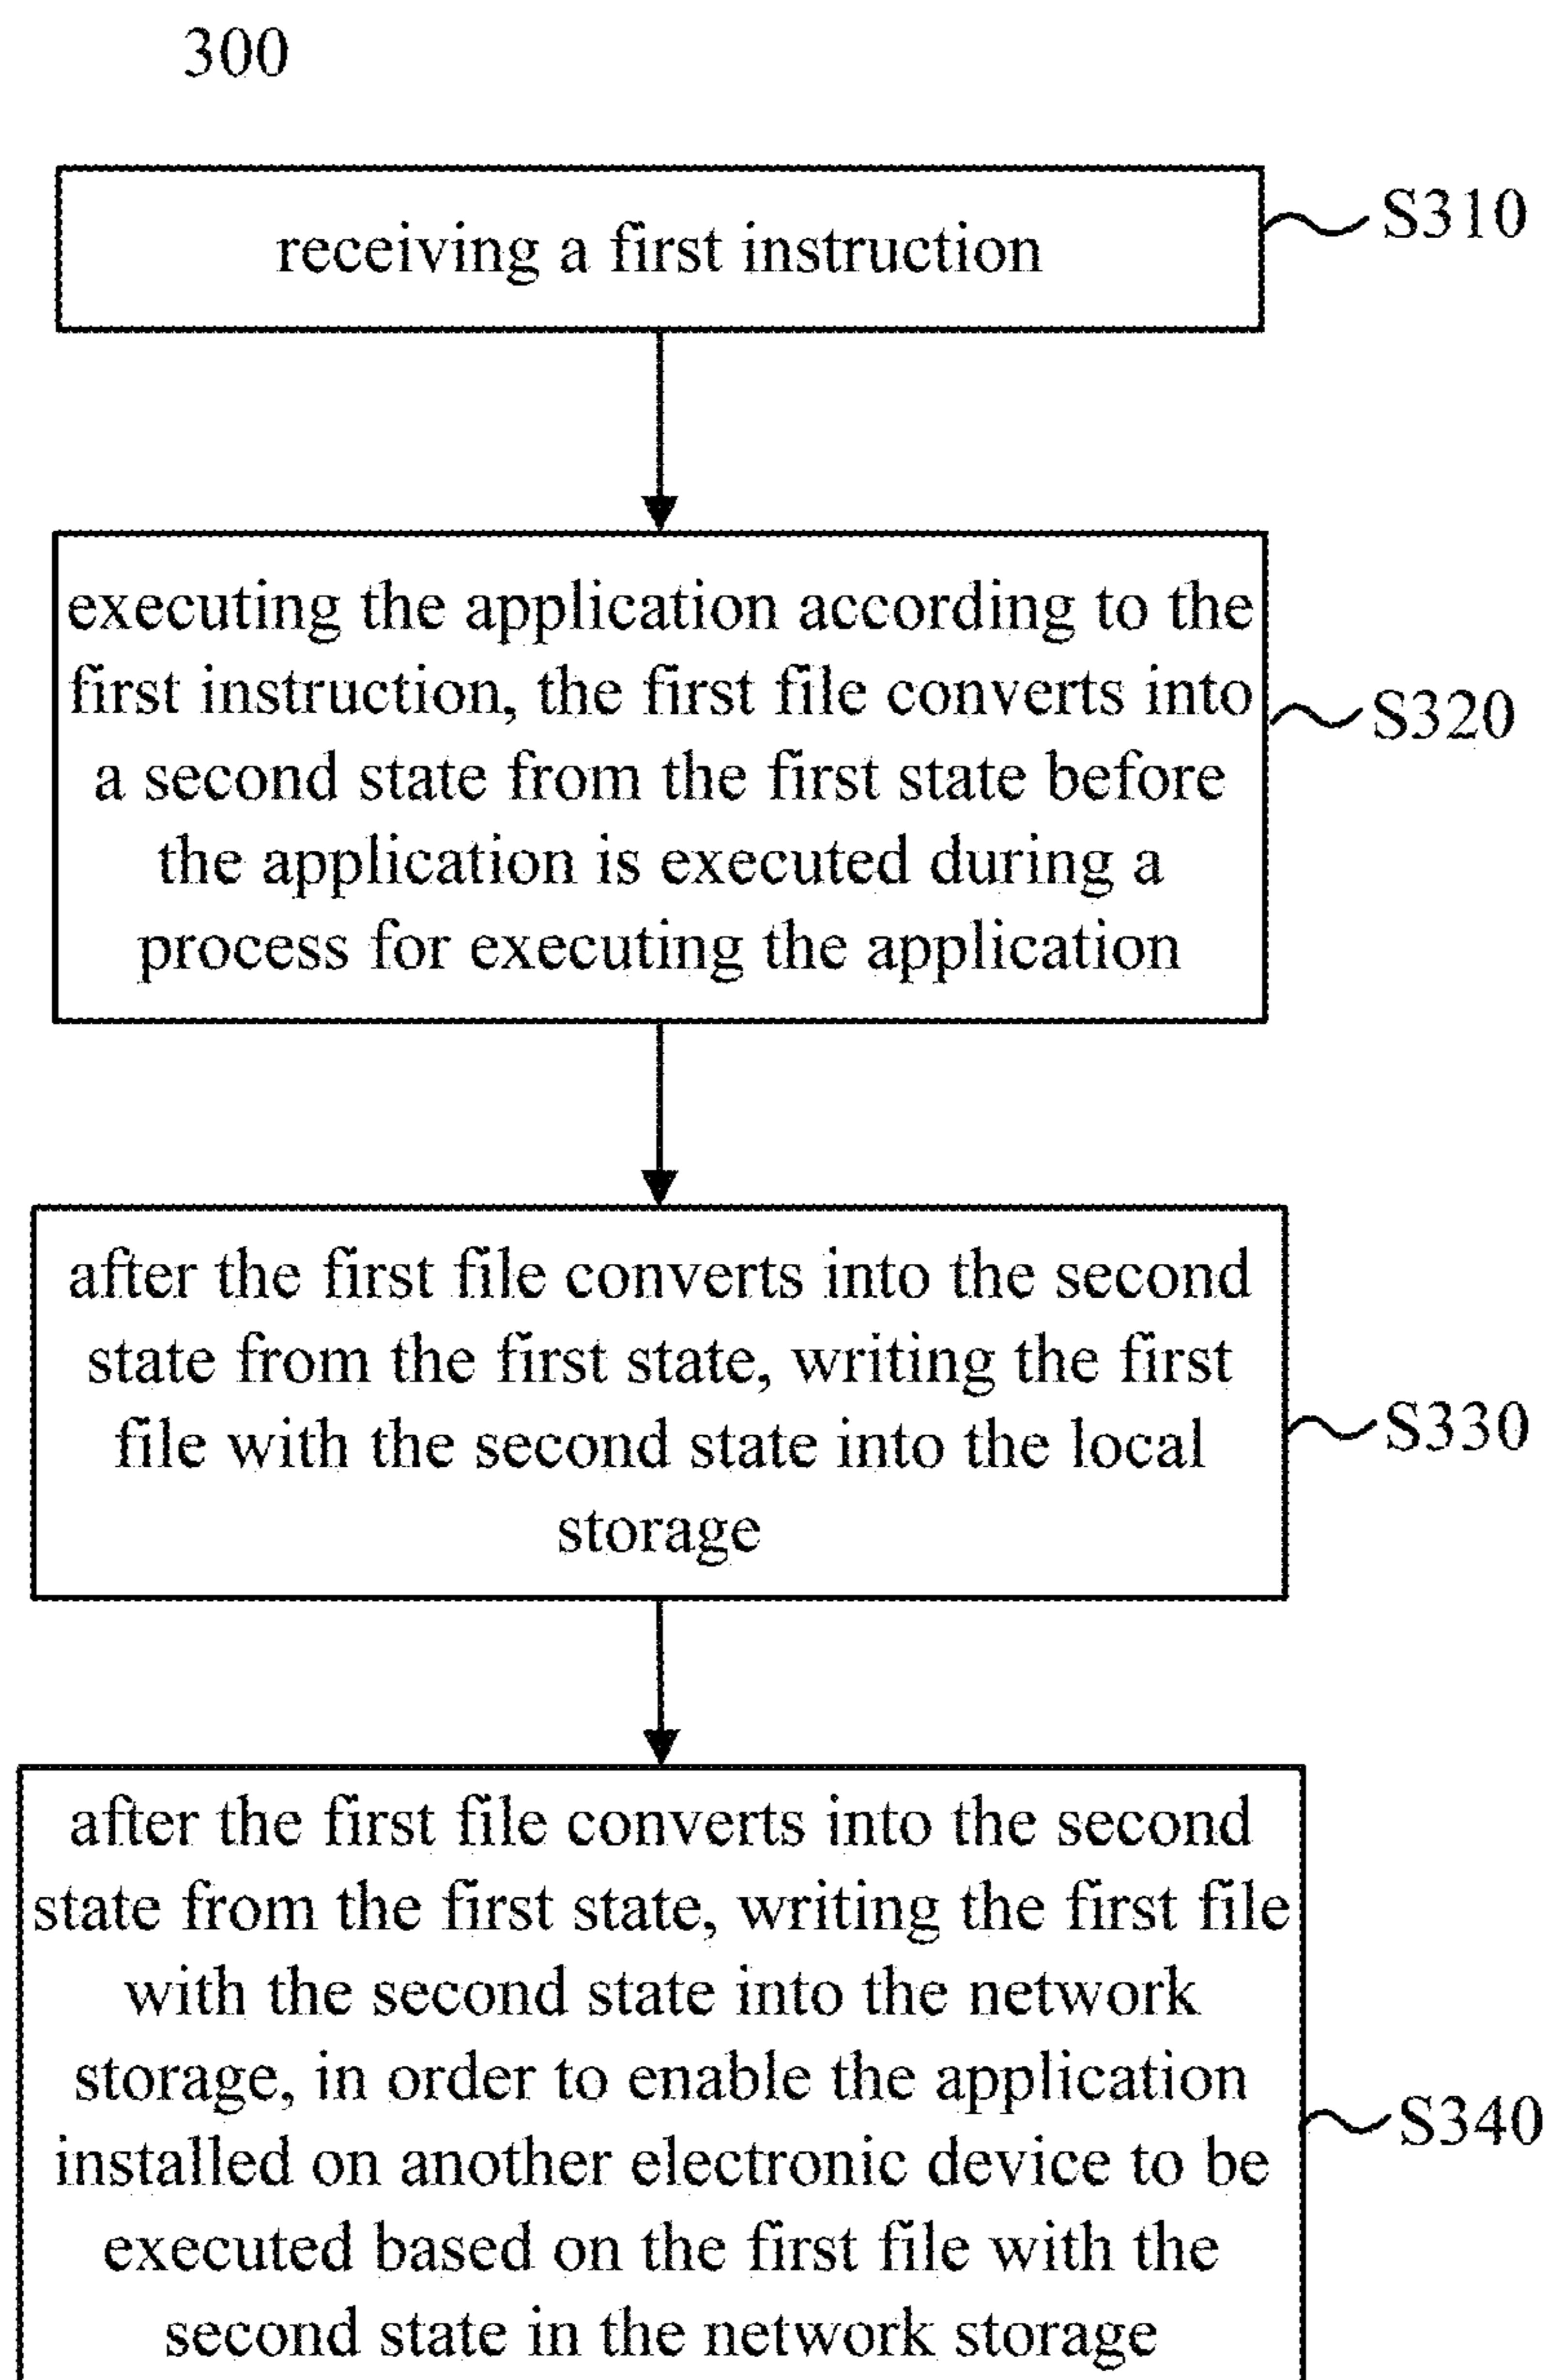 300
receiving a first instruction
S310
executing the application according to the
first instruction, the first file converts into
a second state from the first state before
the application is executed during a
process for executing the application
S320
after the first file converts into the second
state from the first state, writing the first
file with the second state into the local
storage
S330
after the first file converts into the second
state from the first state, writing the first file
with the second state into the network
storage, in order to enable the application
installed on another electronic device to be
executed based on the first file with the
second state in the network storage
S340